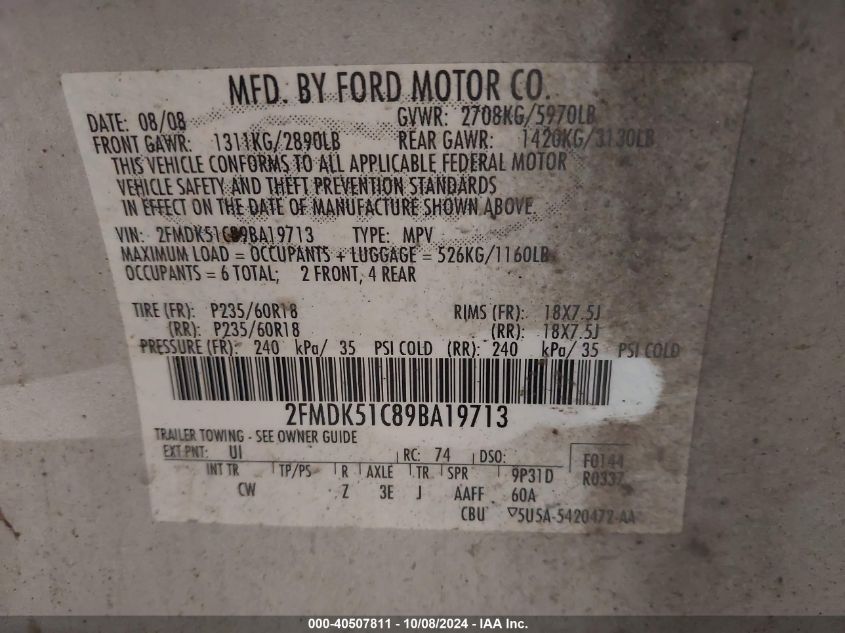 MFD. BY FORD MOTOR CO.
DATE: 08/08 GVWR: 2708KG/5970LB
FRONT GAWR: 1311KG/2890LB REAR GAWR: 1420KG/3130LB
THIS VEHICLE CONFORMS TO ALL APPLICABLE FEDERAL MOTOR
VEHICLE SAFETY AND THEFT PREVENTION STANDARDS
IN EFFECT ON THE DATE OF MANUFACTURE SHOWN ABOVE.
VIN: 2FMDK51C89BA19713 TYPE: MPV
MAXIMUM LOAD = OCCUPANTS + LUGGAGE = 526KG/1160LB
OCCUPANTS = 6 TOTAL; 2 FRONT, 4 REAR
TIRE (FR): P235/60R18 RIMS (FR): 18X7.5J
(RR): P235/60R18 (RR): 18X7.5J
PRESSURE (FR): 240 kPa/ 35 PSI COLD (RR): 240 kPa/ 35 PSI COLD
2FMDK51C89BA19713
TRAILER TOWING - SEE OWNER GUIDE
EXT PNT: UI RC: 74 DSO: F0144
INT TR TP/PS R AXLE TR SPR 9P31D R0337
CW Z 3E J AAFF 60A
CBU ▽5U5A-5420472-AA
000-40507811 - 10/08/2024 - IAA Inc.